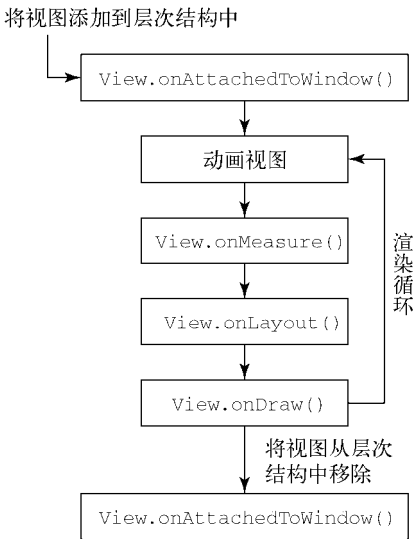 将视图添加到层次结构中
View.onAttachedToWindow()
动画视图
View.onMeasure()
渲染循环
View.onLayout()
View.onDraw()
将视图从层次
结构中移除
View.onAttachedToWindow()